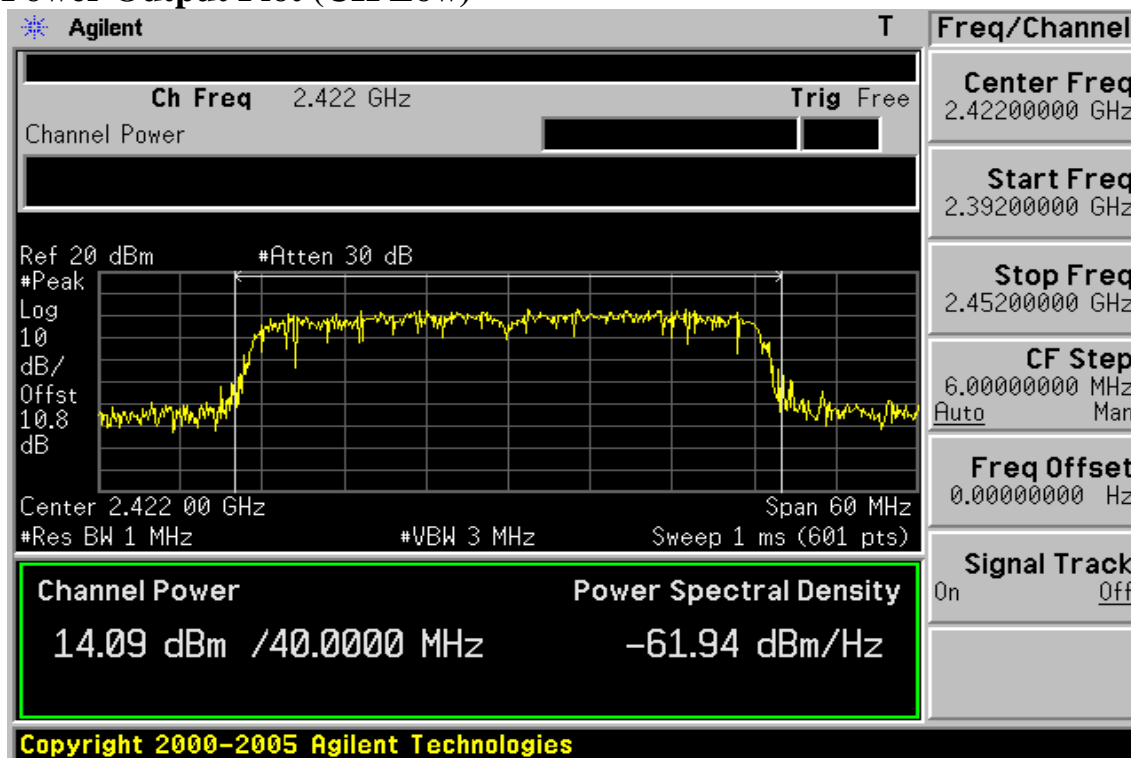 Power Output Plot (CH Low)
Agilent T
Ch Freq 2.422 GHz Trig Free
Channel Power
Ref 20 dBm #Atten 30 dB
#Peak
Log
10
dB/
Offst
10.8
dB
Center 2.422 00 GHz Span 60 MHz
#Res BW 1 MHz #VBW 3 MHz Sweep 1 ms (601 pts)
Channel Power Power Spectral Density
14.09 dBm /40.0000 MHz -61.94 dBm/Hz
Copyright 2000-2005 Agilent Technologies
Freq/Channel
Center Freq
2.42200000 GHz
Start Freq
2.39200000 GHz
Stop Freq
2.45200000 GHz
CF Step
6.00000000 MHz
Auto Man
Freq Offset
0.00000000 Hz
Signal Track
On Off